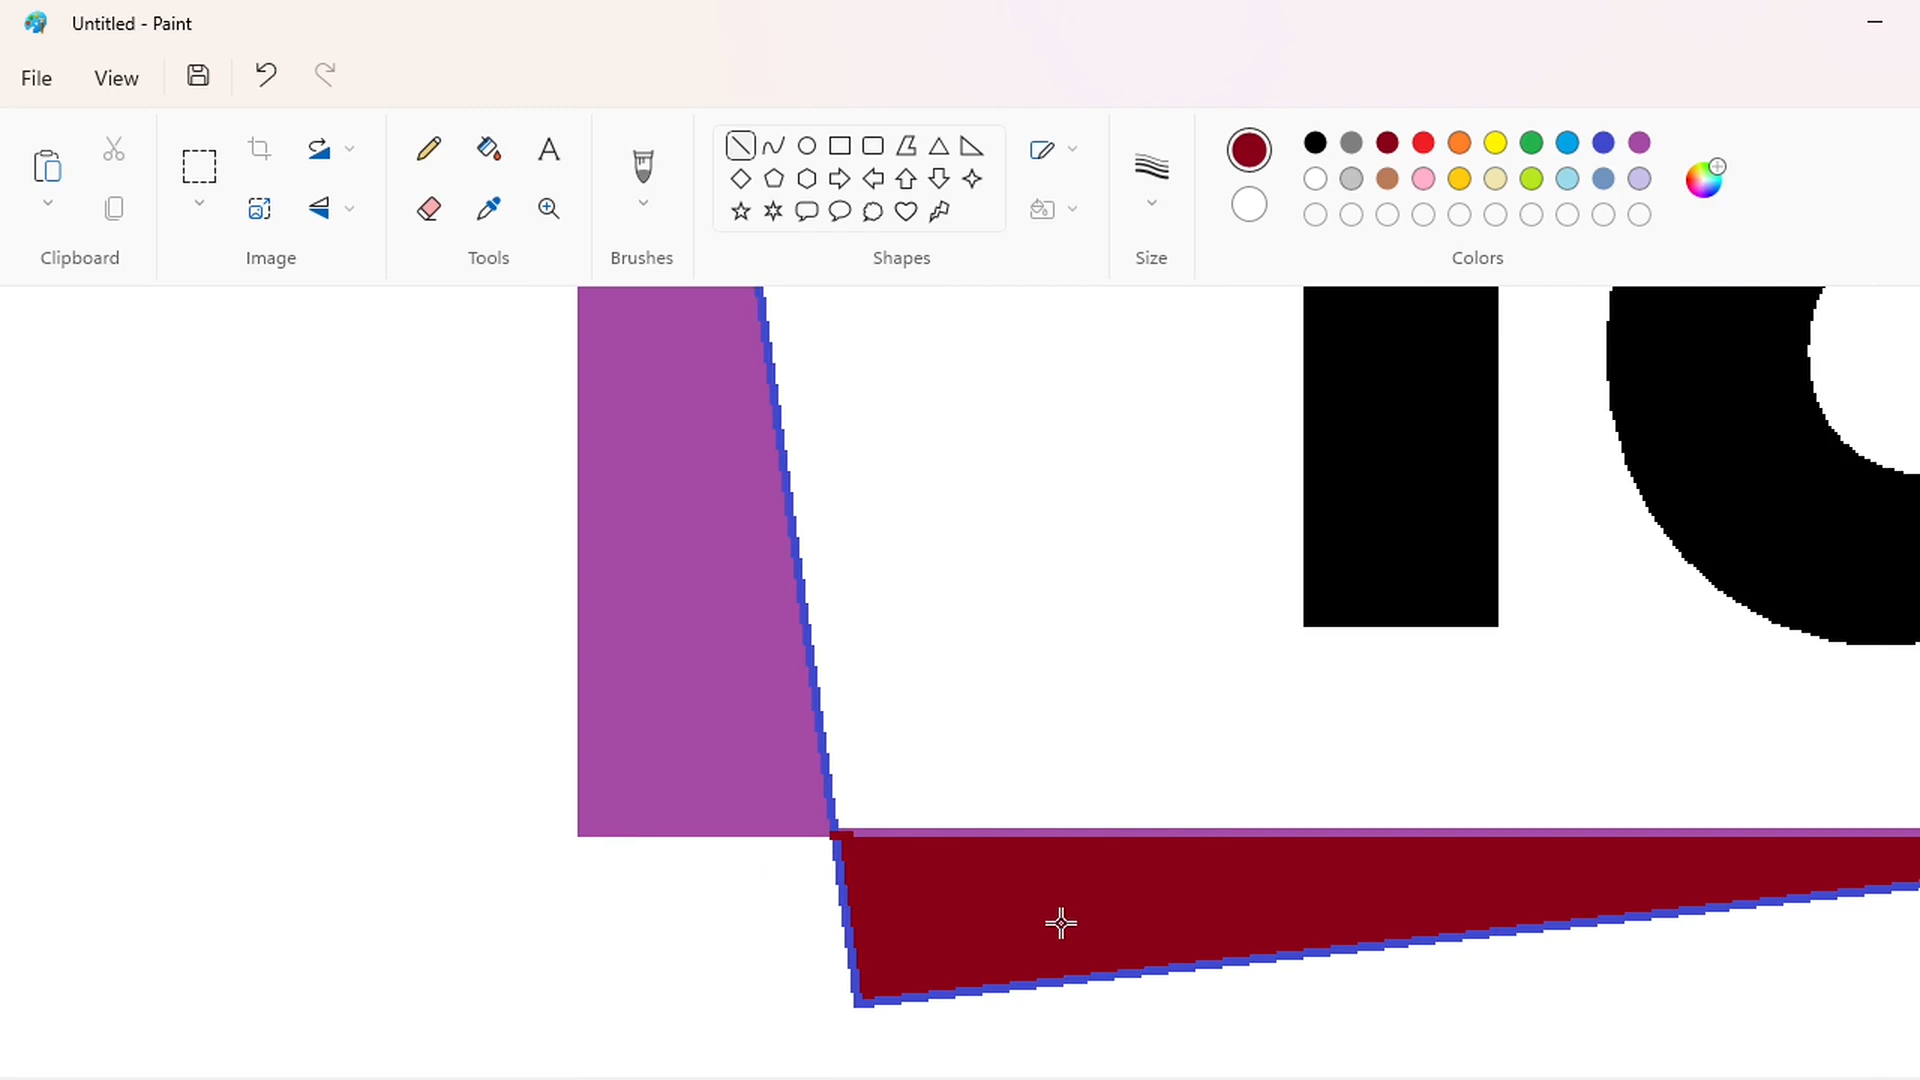 Untitled - Paint
File View
Clipboard Image Tools Brushes Shapes Size Colors